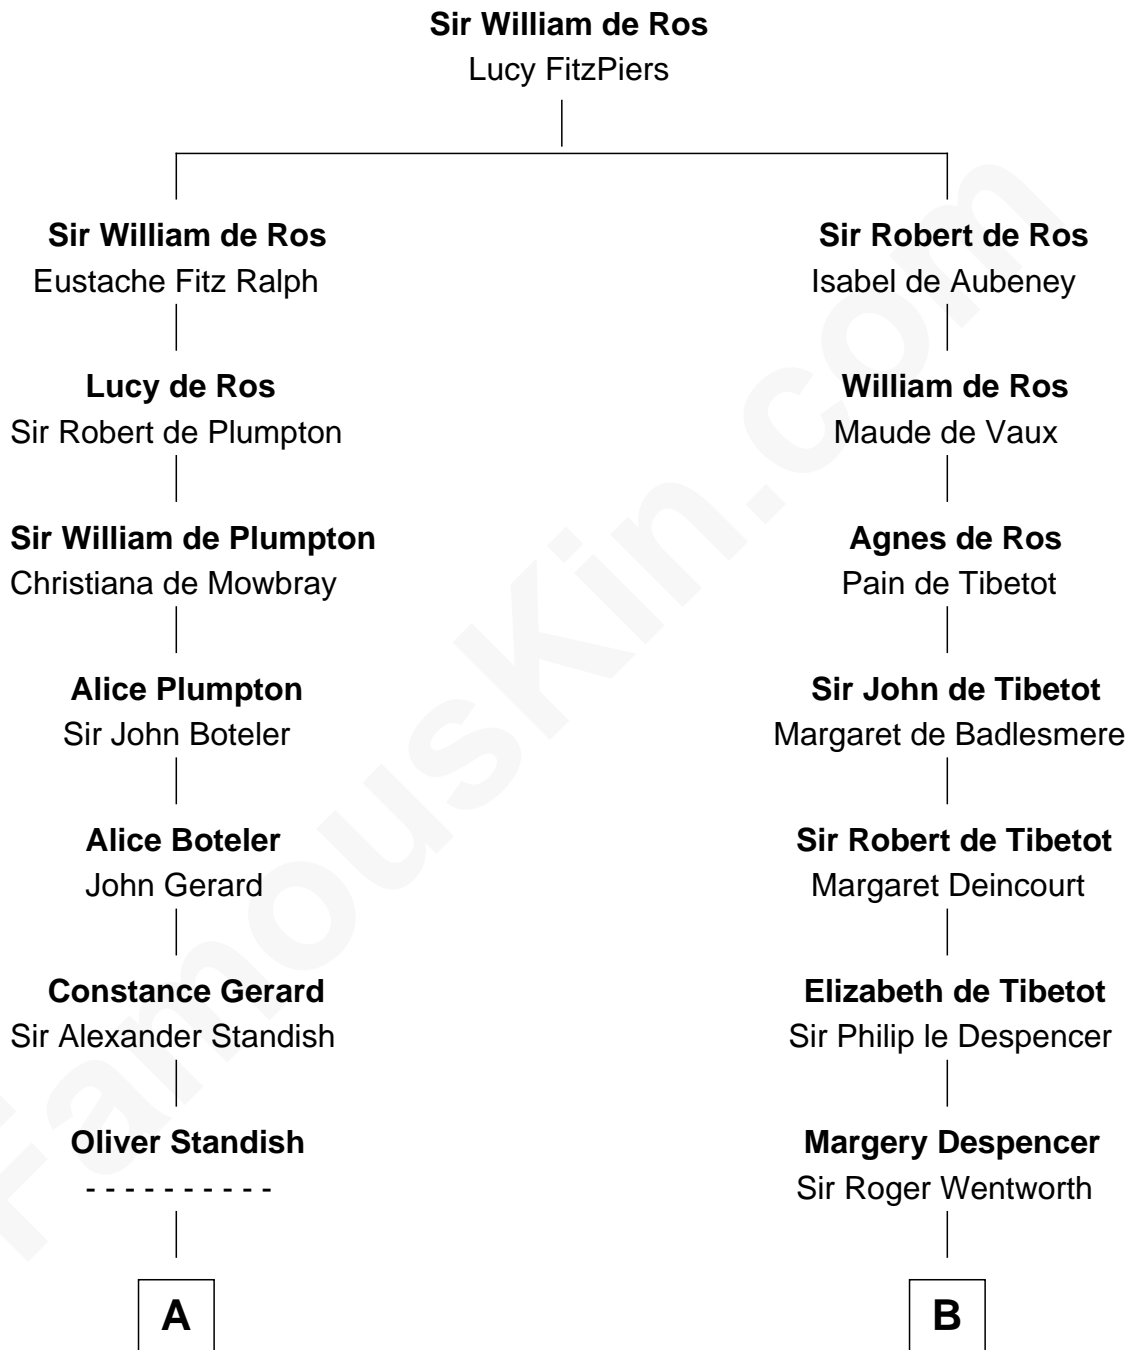 Sir William de Ros
Lucy FitzPiers
Sir William de Ros
Eustache Fitz Ralph
Lucy de Ros
Sir Robert de Plumpton
Sir William de Plumpton
Christiana de Mowbray
Alice Plumpton
Sir John Boteler
Alice Boteler
John Gerard
Constance Gerard
Sir Alexander Standish
Oliver Standish
- - - - - - - - - -
A
Sir Robert de Ros
Isabel de Aubeney
William de Ros
Maude de Vaux
Agnes de Ros
Pain de Tibetot
Sir John de Tibetot
Margaret de Badlesmere
Sir Robert de Tibetot
Margaret Deincourt
Elizabeth de Tibetot
Sir Philip le Despencer
Margery Despencer
Sir Roger Wentworth
B
FamousKin.com